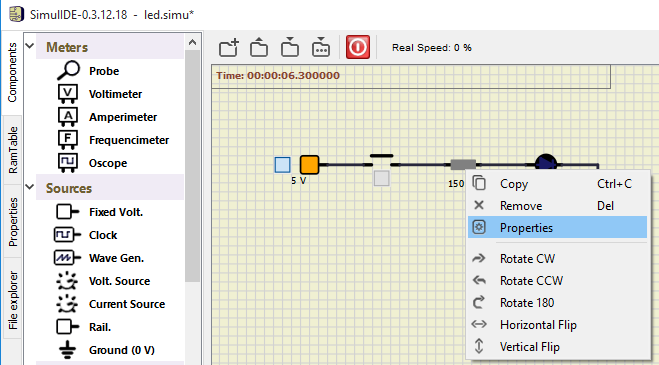 SimulIDE-0.3.12.18 - led.simu*
Components
RamTable
Properties
File explorer
Meters
Probe
Voltimeter
Amperimeter
Frequencimeter
Oscope
Sources
Fixed Volt.
Clock
Wave Gen.
Volt. Source
Current Source
Rail.
Ground (0 V)
Real Speed: 0 %
Time: 00:00:06.300000
5 V
150
Copy Ctrl+C
Remove Del
Properties
Rotate CW
Rotate CCW
Rotate 180
Horizontal Flip
Vertical Flip